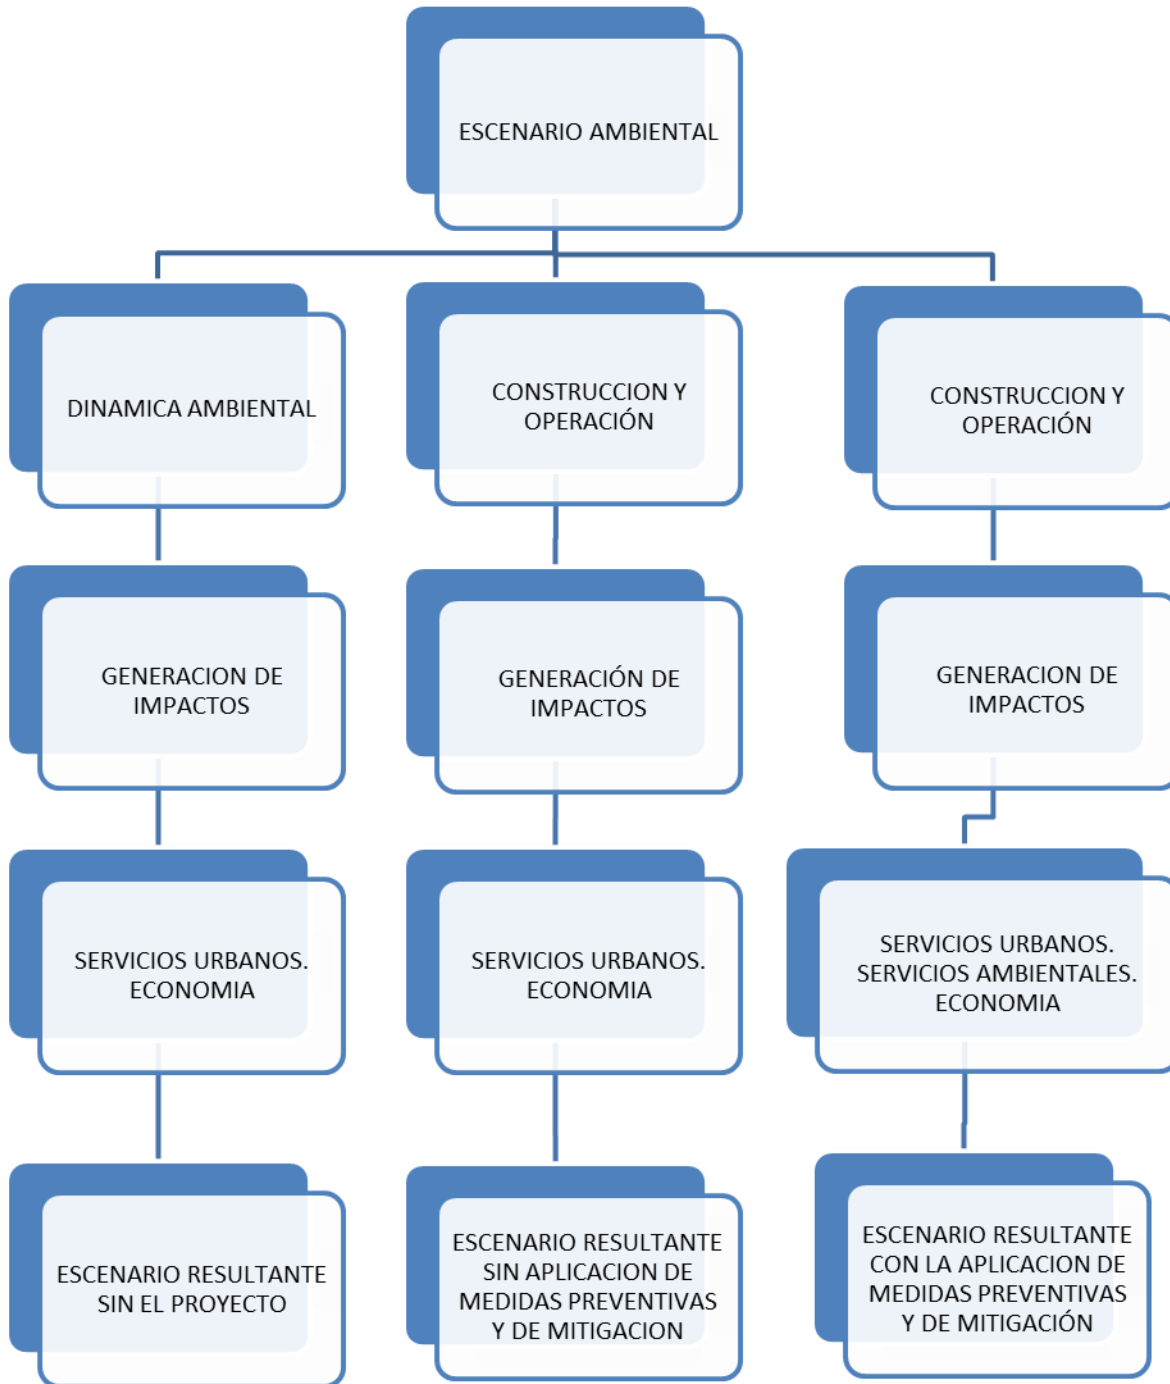 ESCENARIO AMBIENTAL
DINAMICA AMBIENTAL
CONSTRUCCION Y
OPERACIÓN
CONSTRUCCION Y
OPERACIÓN
GENERACION DE
IMPACTOS
GENERACIÓN DE
IMPACTOS
GENERACION DE
IMPACTOS
SERVICIOS URBANOS.
ECONOMIA
SERVICIOS URBANOS.
ECONOMIA
SERVICIOS URBANOS.
SERVICIOS AMBIENTALES.
ECONOMIA
ESCENARIO RESULTANTE
SIN EL PROYECTO
ESCENARIO RESULTANTE
SIN APLICACION DE
MEDIDAS PREVENTIVAS
Y DE MITIGACION
ESCENARIO RESULTANTE
CON LA APLICACION DE
MEDIDAS PREVENTIVAS
Y DE MITIGACIÓN